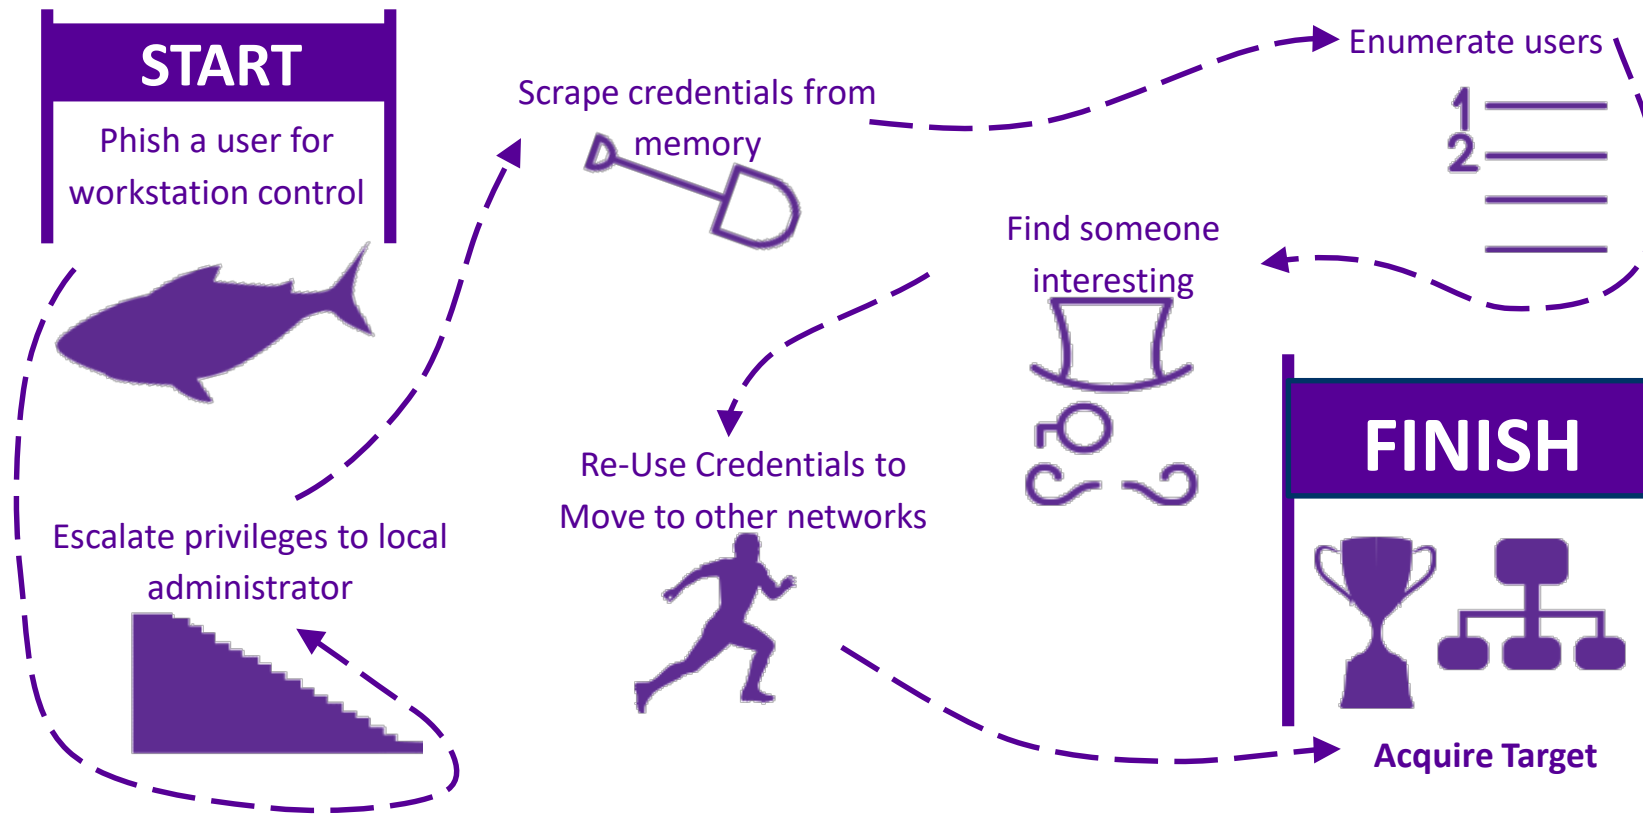 START
Phish a user for
workstation control
Escalate privileges to local
administrator
Scrape credentials from
memory
Enumerate users
1
2
Find someone
interesting
Re-Use Credentials to
Move to other networks
FINISH
Acquire Target